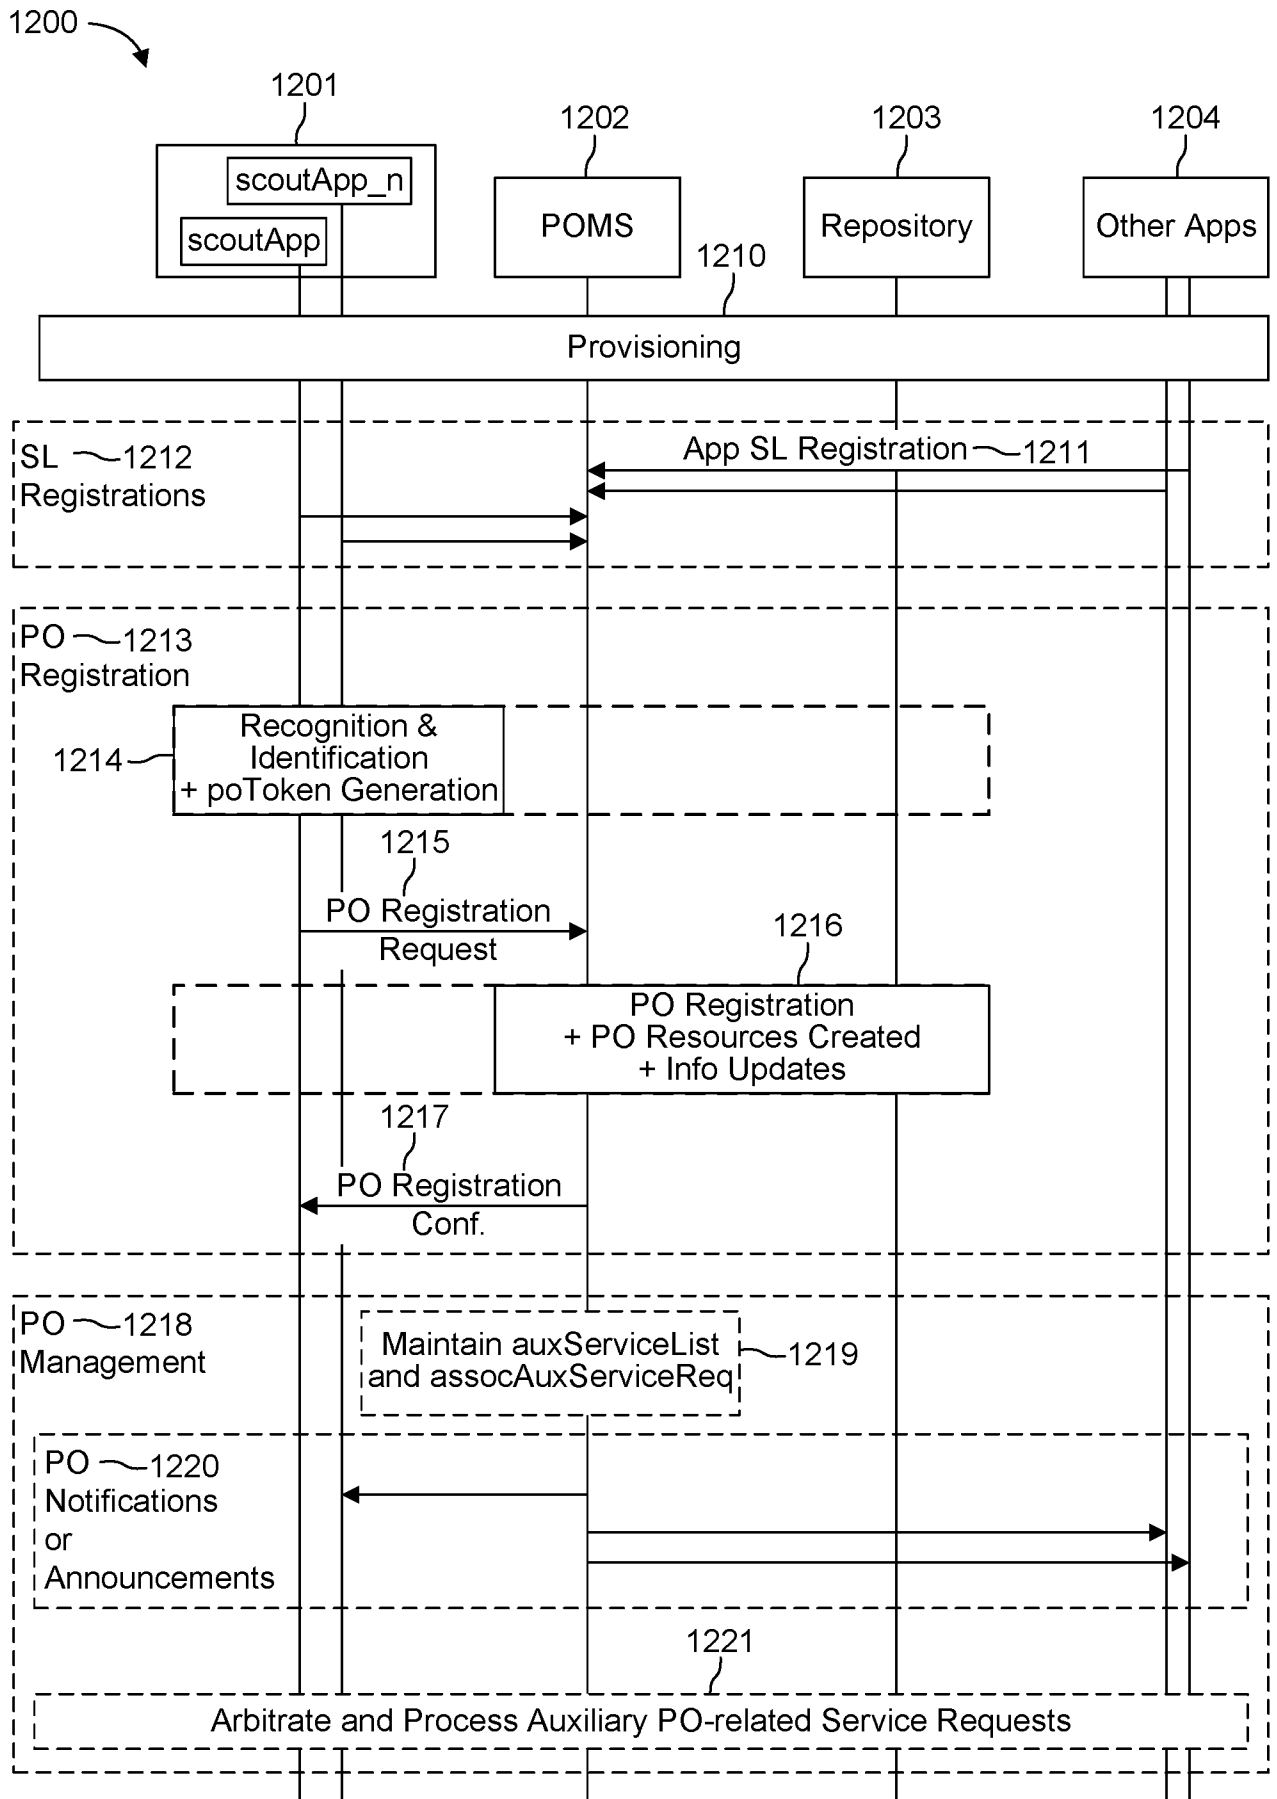 1200
1201
1202
1203
1204
scoutApp_n
scoutApp
POMS
Repository
Other Apps
1210
Provisioning
SL 1212
Registrations
App SL Registration 1211
PO 1213
Registration
Recognition &
Identification
+ poToken Generation
1214
1215
PO Registration
Request
1216
PO Registration
+ PO Resources Created
+ Info Updates
1217
PO Registration
Conf.
PO 1218
Management
Maintain auxServiceList
and assocAuxServiceReq
1219
PO 1220
Notifications
or
Announcements
1221
Arbitrate and Process Auxiliary PO-related Service Requests